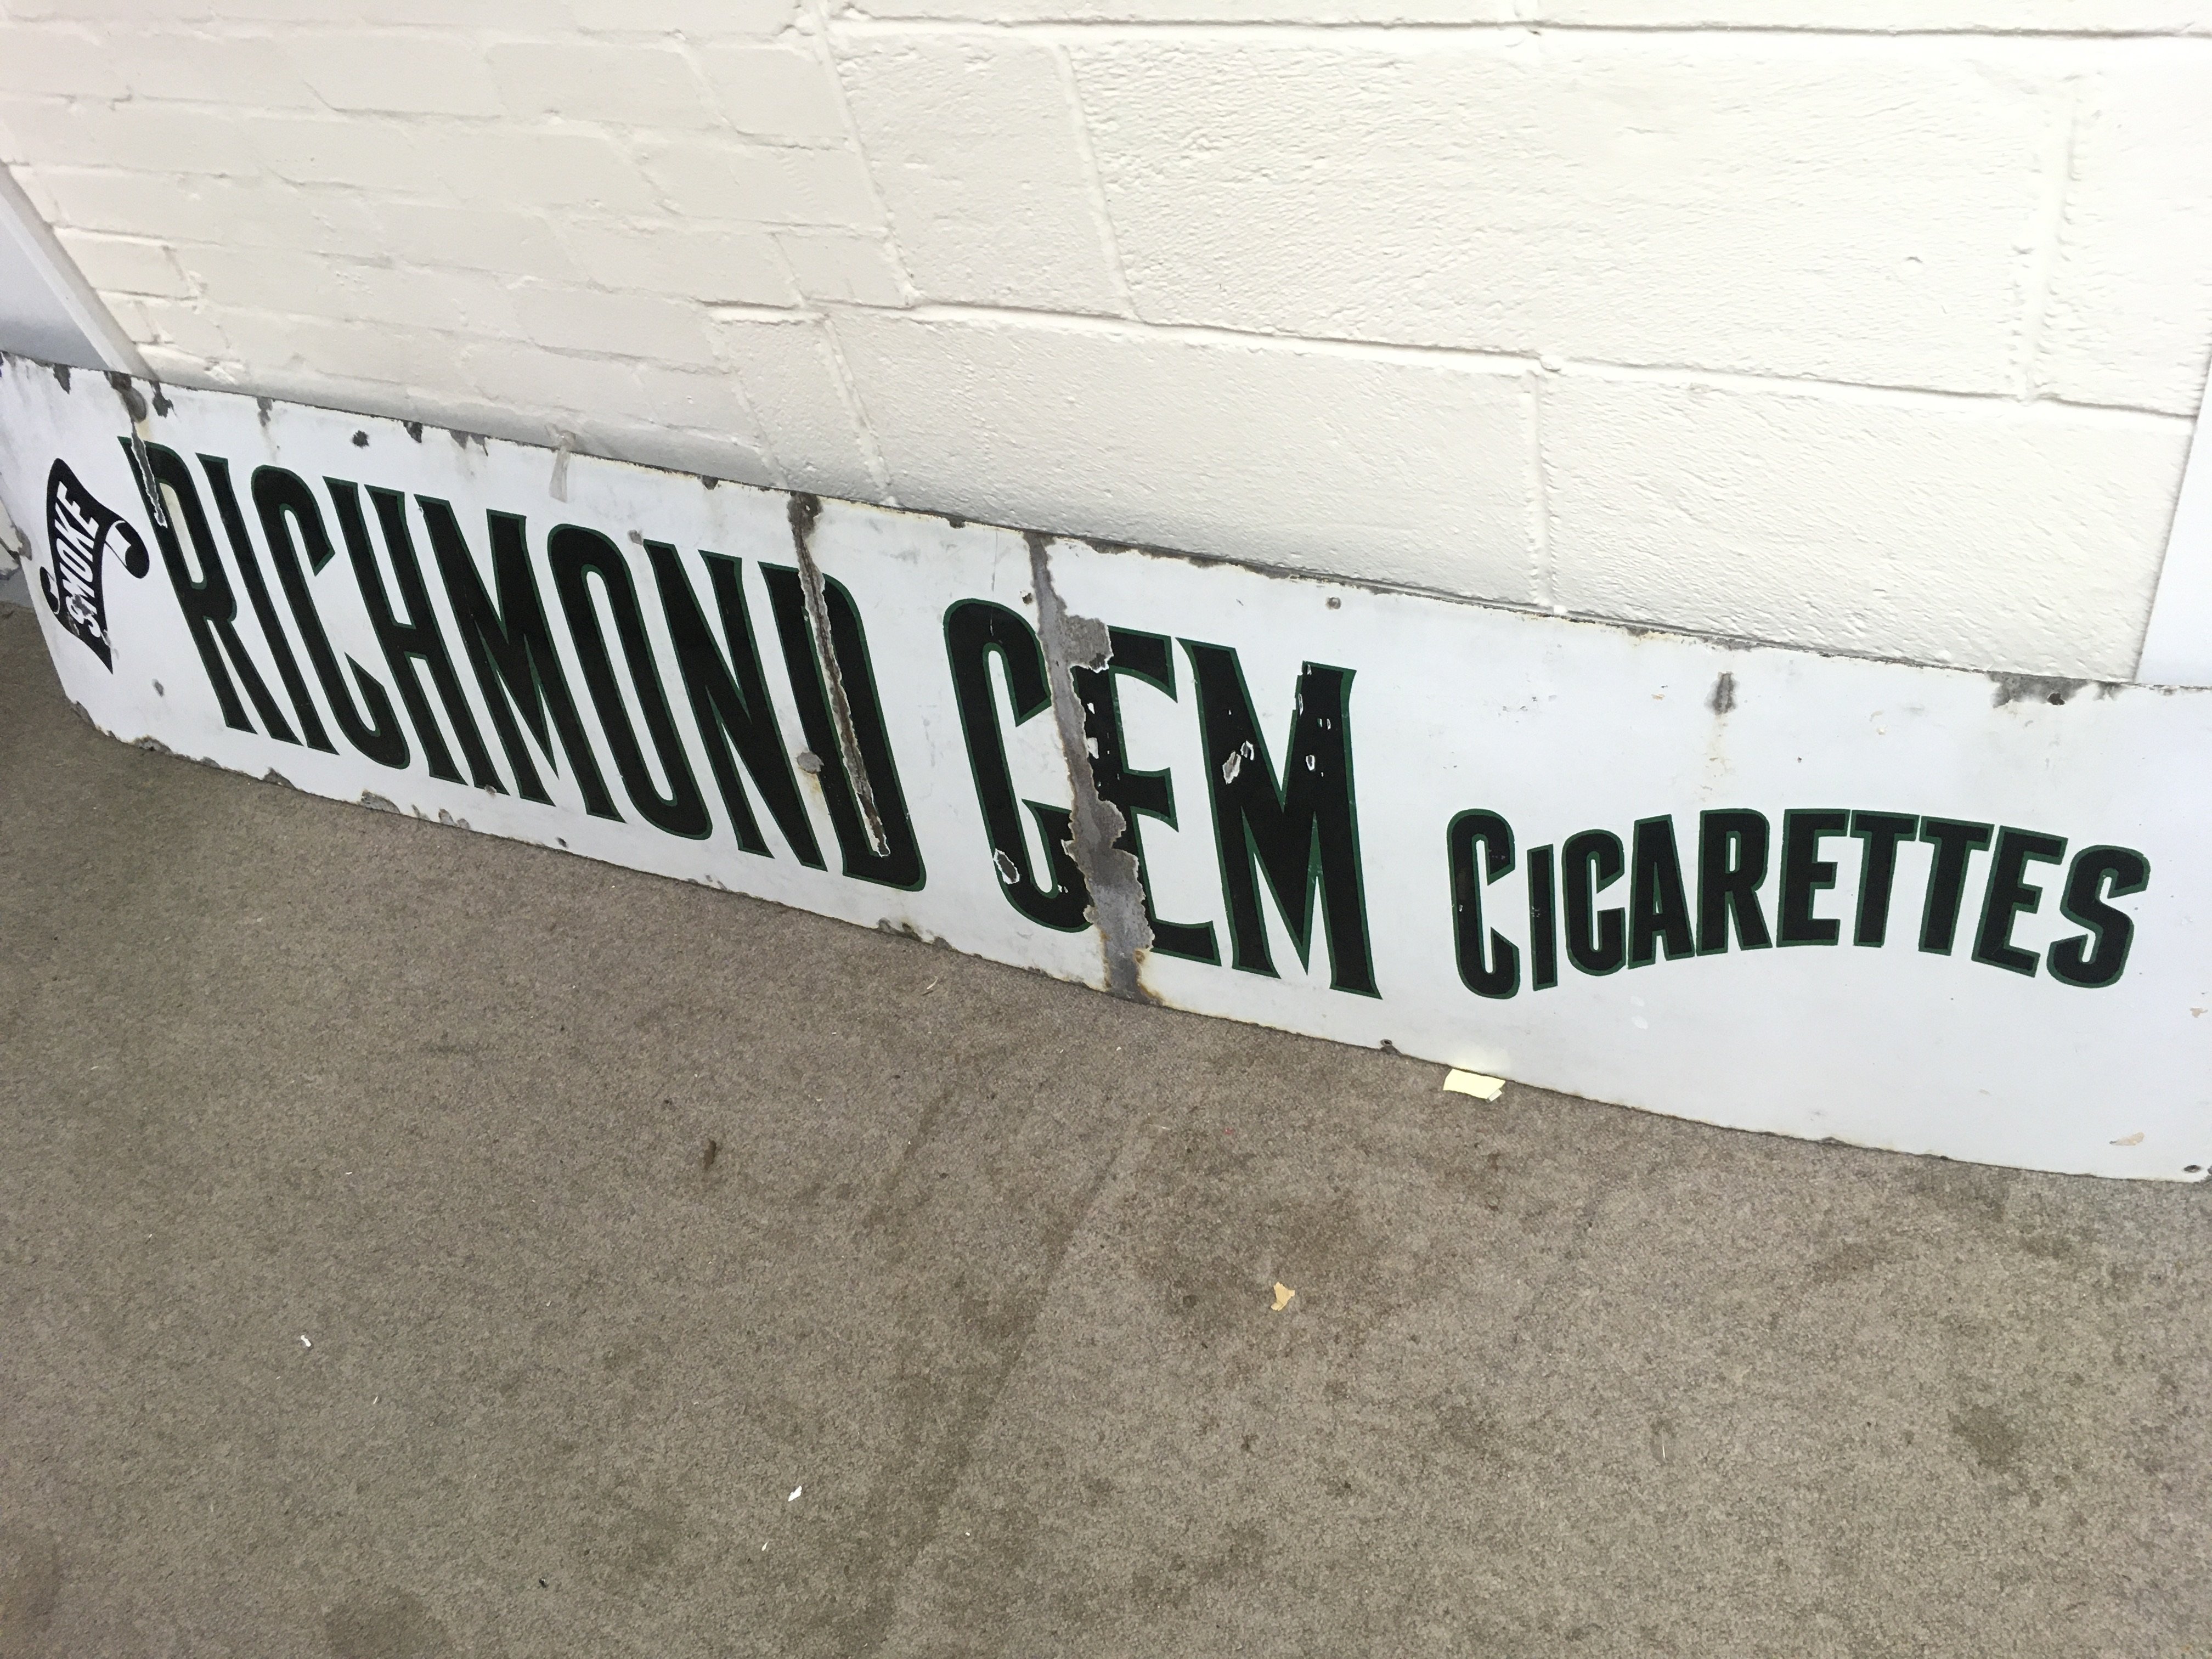 SMOKE
RICHMOND GEM CIGARETTES